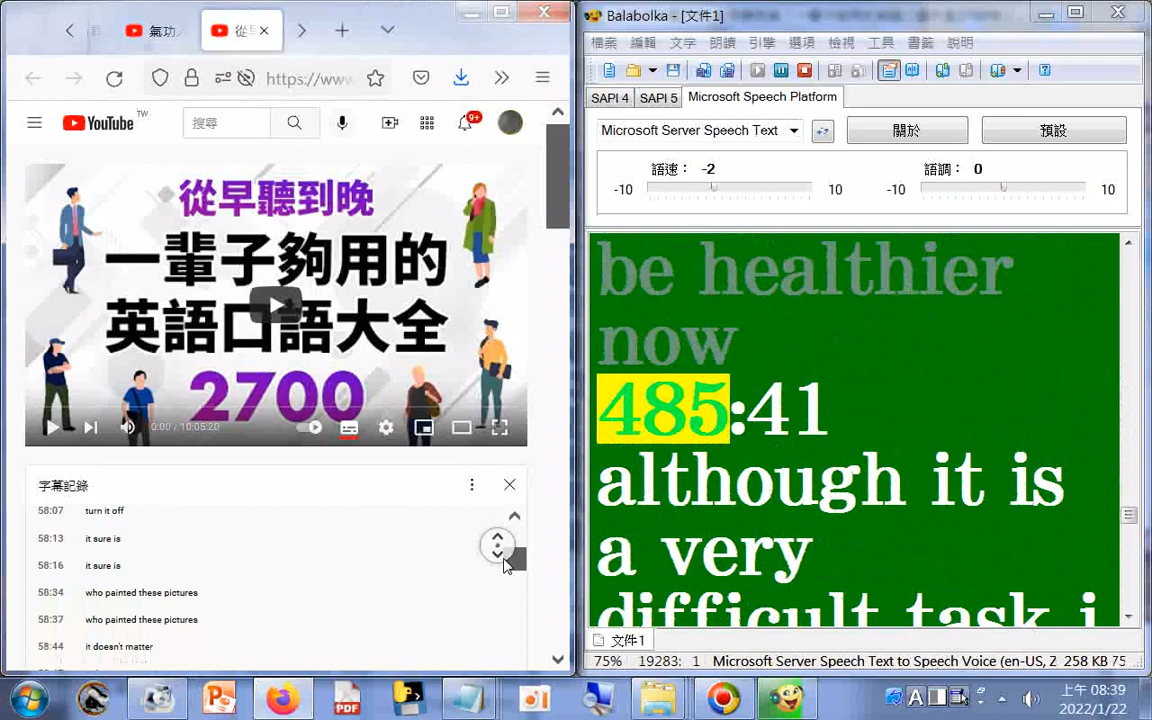 氣功
從早
https://www
YouTube TW
搜尋
9+
從早聽到晚
一輩子夠用的
英語口語大全
2700
0:00 / 10:05:20
字幕記錄
58:07 turn it off
58:13 it sure is
58:16 it sure is
58:34 who painted these pictures
58:37 who painted these pictures
58:44 it doesn't matter
Balabolka - [文件1]
檔案 編輯 文字 朗讀 引擎 選項 檢視 工具 書籤 說明
SAPI 4 SAPI 5 Microsoft Speech Platform
Microsoft Server Speech Text 關於 預設
語速： -2 語調： 0
-10 10 -10 10
be healthier
now
485:41
although it is
a very
difficult task i
文件1
75% 19283: 1 Microsoft Server Speech Text to Speech Voice (en-US, Z 258 KB 75
PDF
上午 08:39
2022/1/22